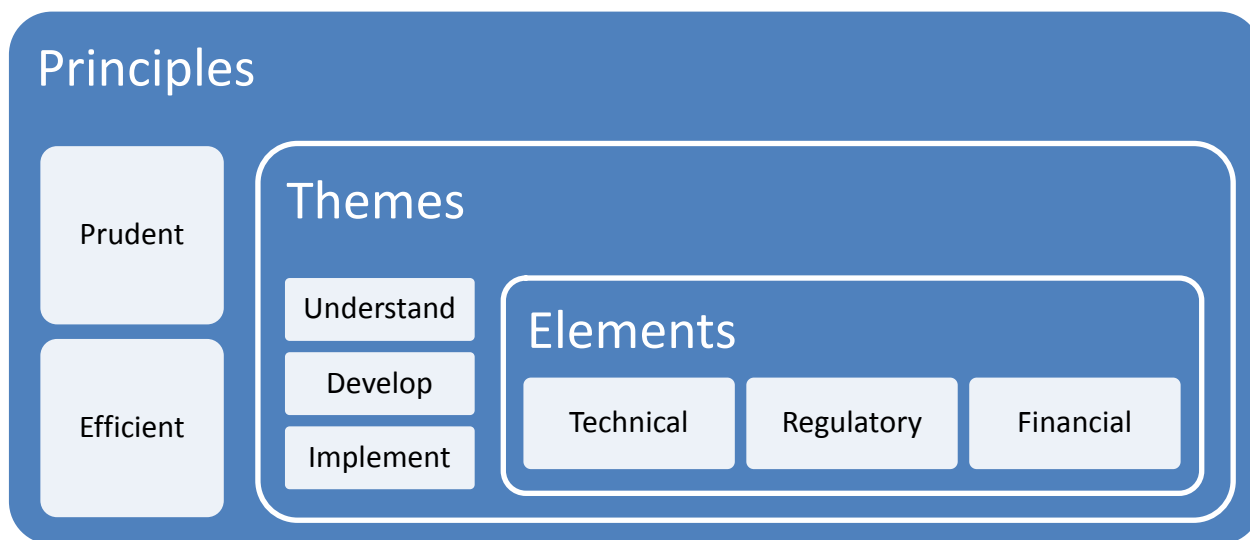 Principles
Prudent
Efficient
Themes
Understand
Develop
Implement
Elements
Technical
Regulatory
Financial